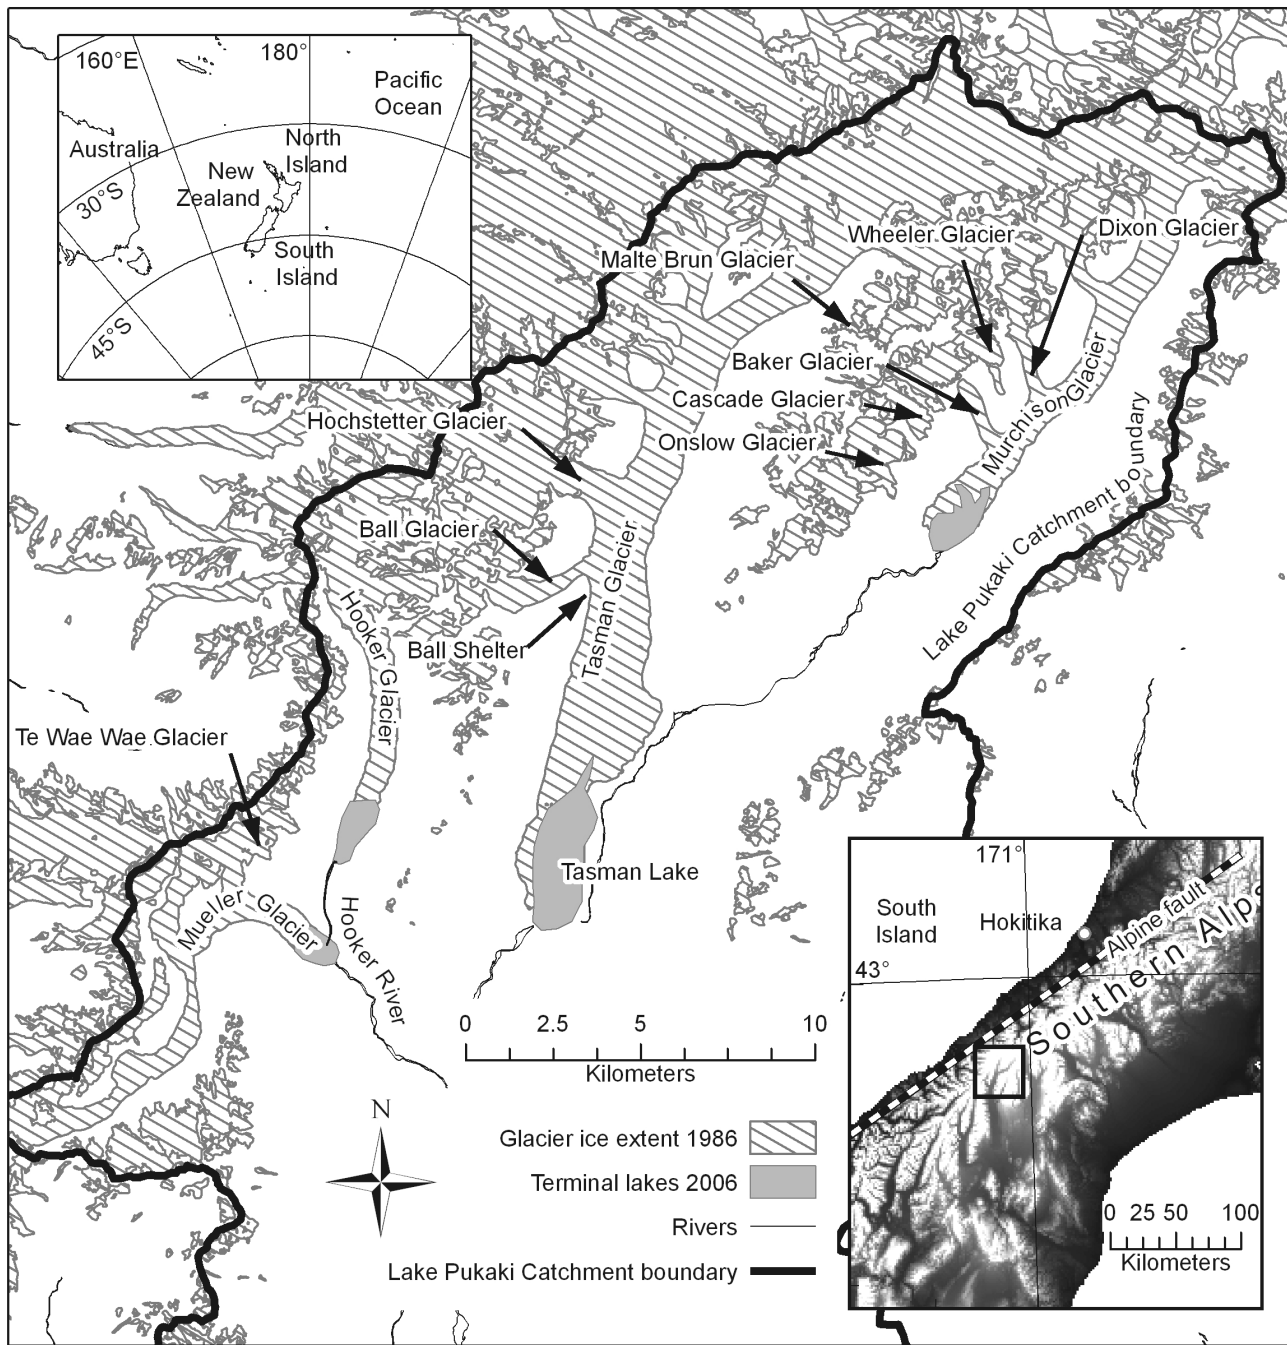 160°E
180°
Pacific
Ocean
Australia
North
Island
New
Zealand
30°S
South
Island
45°S
Wheeler Glacier
Dixon Glacier
Malte Brun Glacier
Baker Glacier
Cascade Glacier
Onslow Glacier
Murchison Glacier
Hochstetter Glacier
Ball Glacier
Tasman Glacier
Ball Shelter
Hooker Glacier
Lake Pukaki Catchment boundary
Te Wae Wae Glacier
Tasman Lake
Mueller Glacier
Hooker River
0 2.5 5 10
Kilometers
N
Glacier ice extent 1986
Terminal lakes 2006
Rivers
Lake Pukaki Catchment boundary
171°
South
Island
Hokitika
Alpine fault
43°
Southern Alps
0 25 50 100
Kilometers